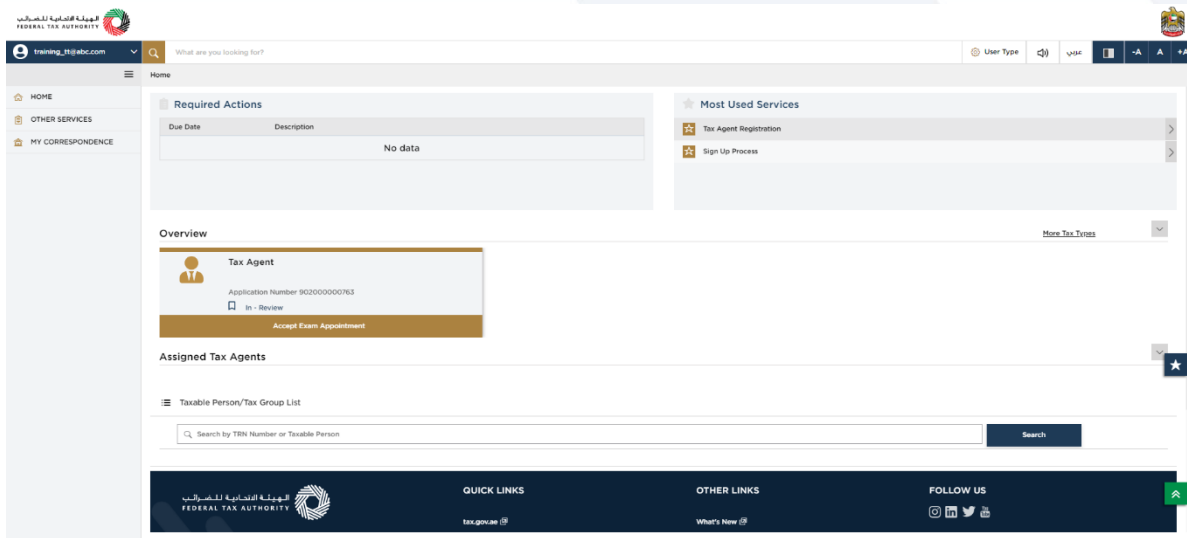 الهيئة الاتحادية للضرائب
FEDERAL TAX AUTHORITY
training_tt@abc.com
What are you looking for?
User Type
عربي
-A A +A
Home
HOME
OTHER SERVICES
MY CORRESPONDENCE
Required Actions
Due Date Description
No data
Most Used Services
Tax Agent Registration
Sign Up Process
Overview
More Tax Types
Tax Agent
Application Number 902000000763
In - Review
Accept Exam Appointment
Assigned Tax Agents
Taxable Person/Tax Group List
Search by TRN Number or Taxable Person
Search
الهيئة الاتحادية للضرائب
FEDERAL TAX AUTHORITY
QUICK LINKS
tax.gov.ae
OTHER LINKS
What's New
FOLLOW US